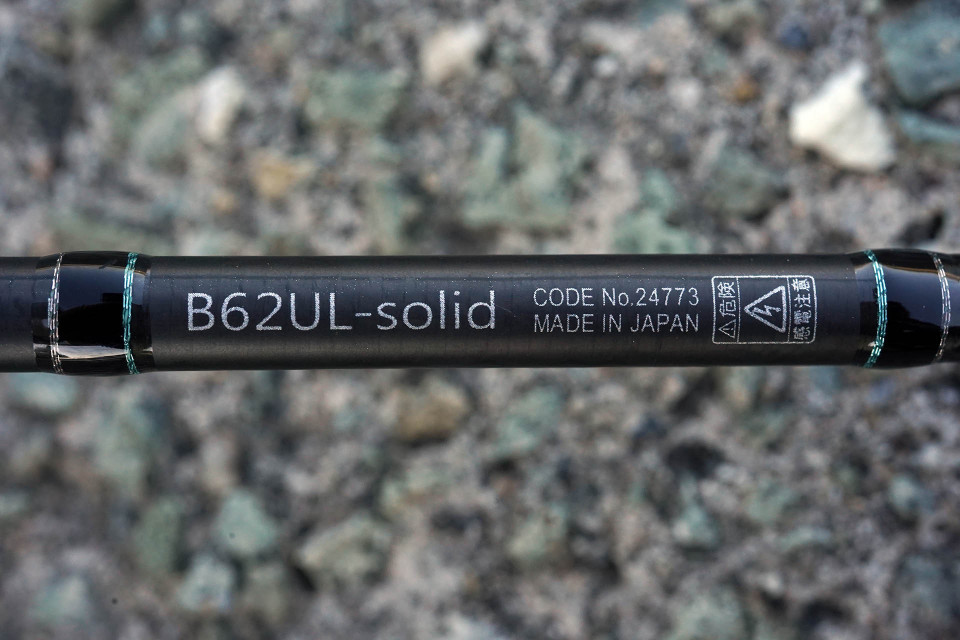 B62UL-solid
CODE No.24773
MADE IN JAPAN
危険
感電注意